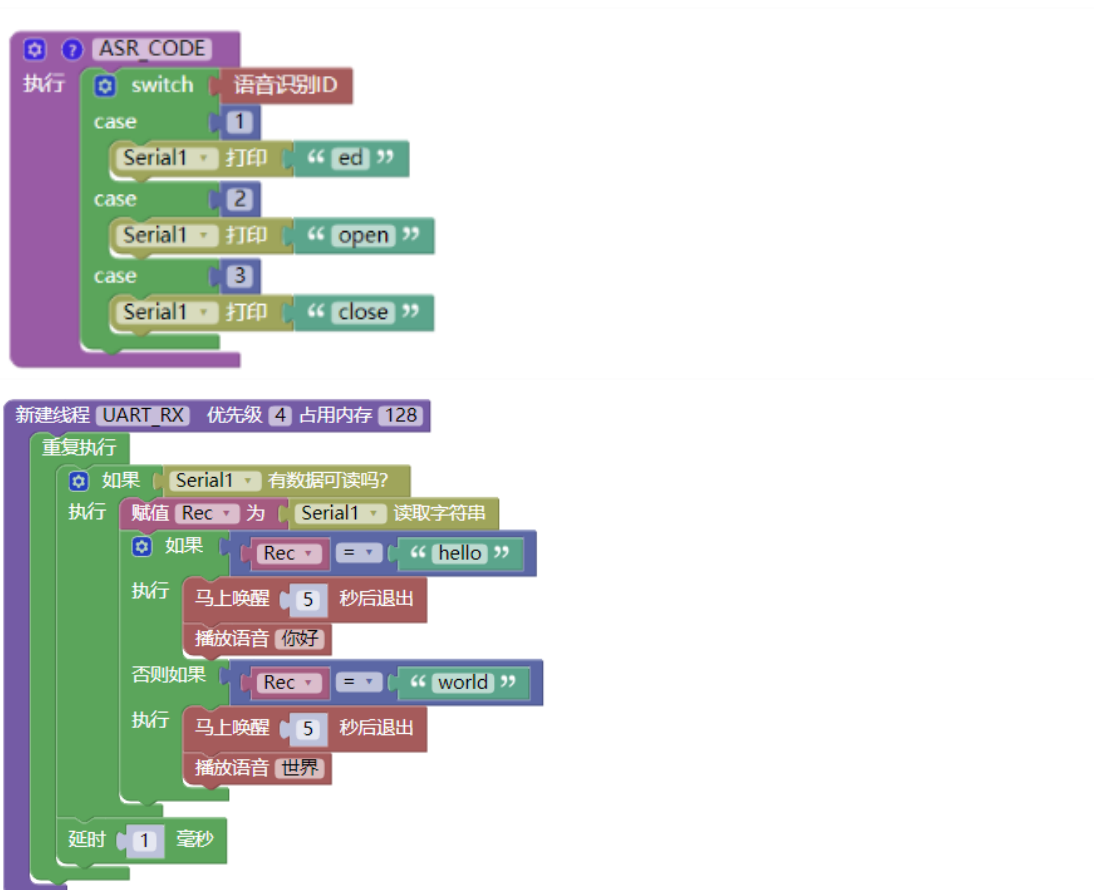 ? ASR_CODE
执行 switch 语音识别ID
case 1
Serial1 打印 “ ed ”
case 2
Serial1 打印 “ open ”
case 3
Serial1 打印 “ close ”
新建线程 UART_RX 优先级 4 占用内存 128
重复执行
如果 Serial1 有数据可读吗?
执行 赋值 Rec 为 Serial1 读取字符串
如果 Rec = “ hello ”
执行 马上唤醒 5 秒后退出
播放语音 你好
否则如果 Rec = “ world ”
执行 马上唤醒 5 秒后退出
播放语音 世界
延时 1 毫秒